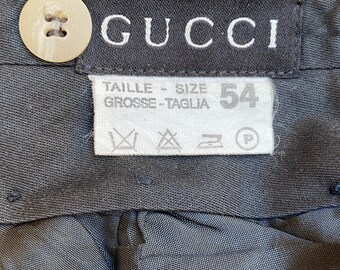 GUCCI
TAILLE - SIZE
GROSSE-TAGLIA 54
P